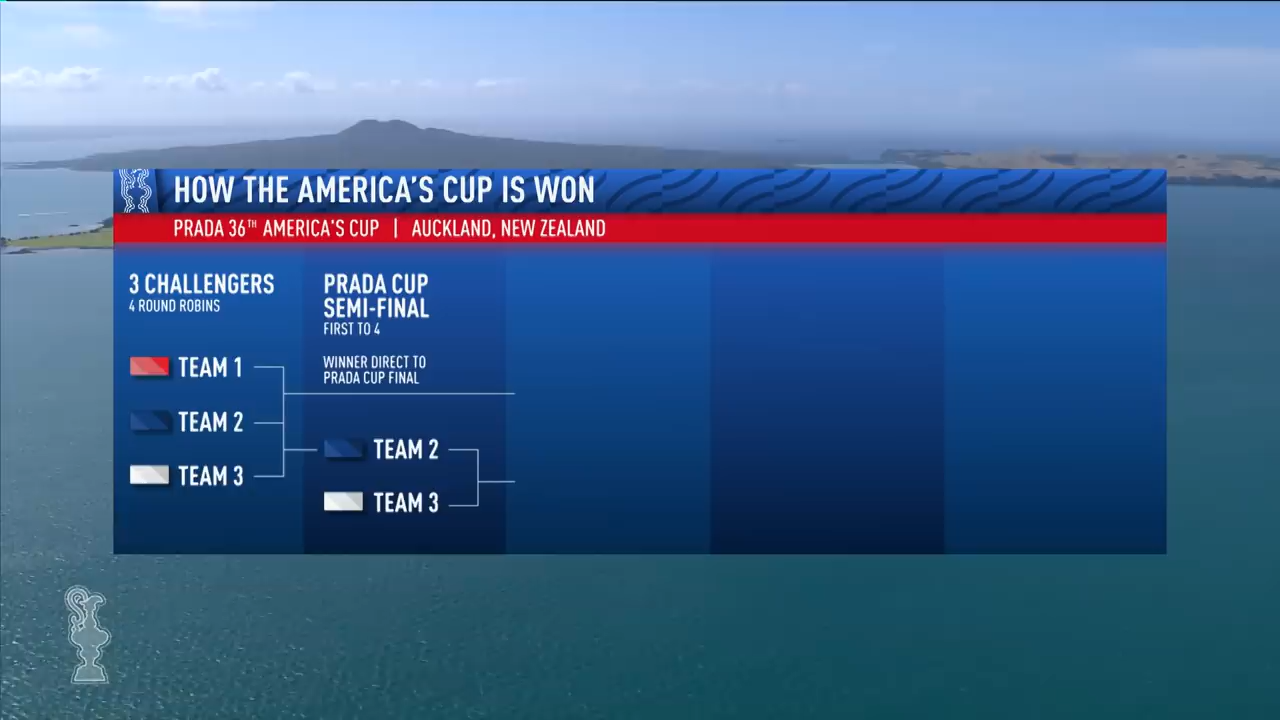 HOW THE AMERICA'S CUP IS WON
PRADA 36TH AMERICA'S CUP | AUCKLAND, NEW ZEALAND
3 CHALLENGERS
4 ROUND ROBINS
TEAM 1
TEAM 2
TEAM 3
PRADA CUP
SEMI-FINAL
FIRST TO 4
WINNER DIRECT TO
PRADA CUP FINAL
TEAM 2
TEAM 3